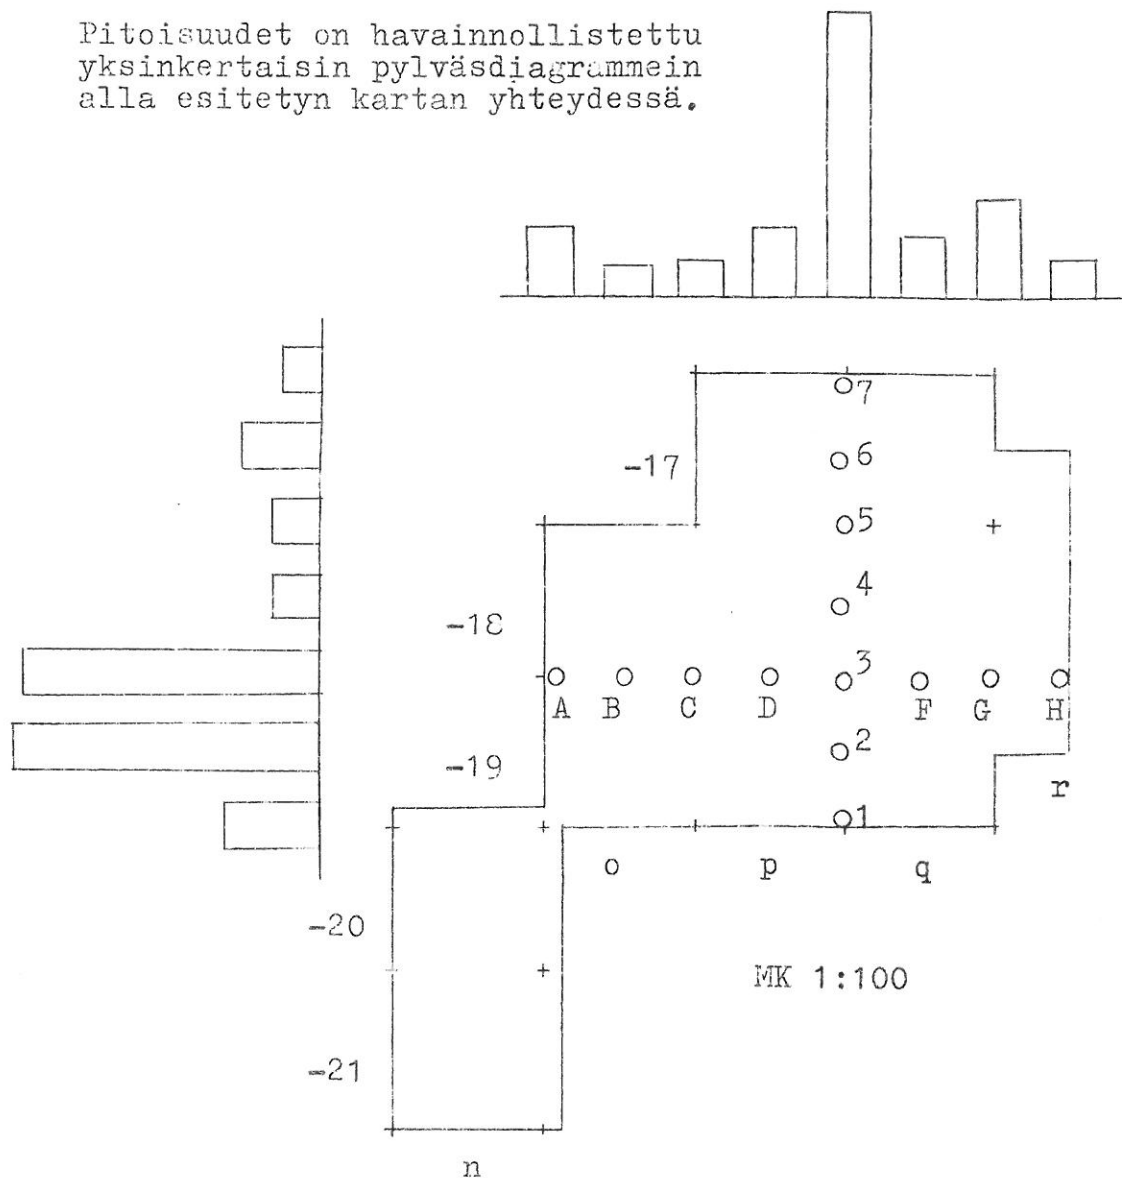 Pitoisuudet on havainnollistettu
yksinkertaisin pylväsdiagrammein
alla esitetyn kartan yhteydessä.
7
-17
6
5
4
-18
3
A B C D F G H
2
-19
r
1
o p q
-20
MK 1:100
-21
n